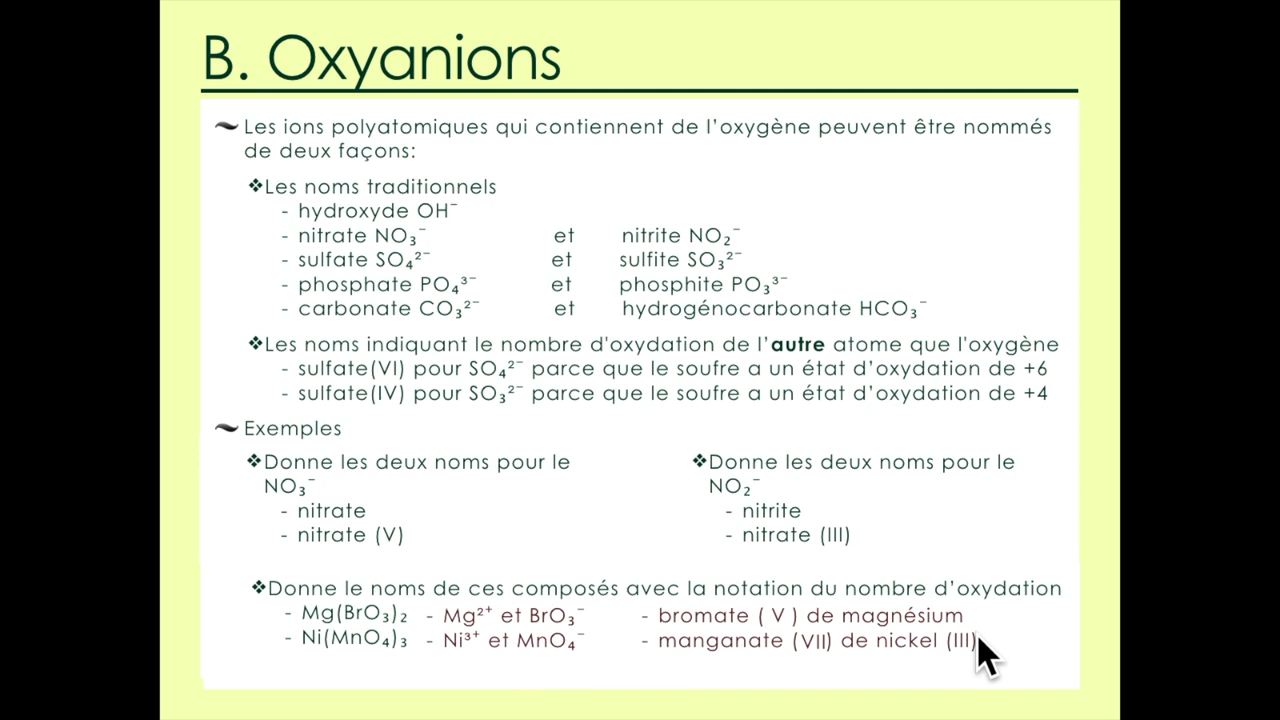 B. Oxyanions
Les ions polyatomiques qui contiennent de l’oxygène peuvent être nommés
de deux façons:
❖Les noms traditionnels
- hydroxyde OH⁻
- nitrate NO₃⁻ et nitrite NO₂⁻
- sulfate SO₄²⁻ et sulfite SO₃²⁻
- phosphate PO₄³⁻ et phosphite PO₃³⁻
- carbonate CO₃²⁻ et hydrogénocarbonate HCO₃⁻
❖Les noms indiquant le nombre d'oxydation de l’autre atome que l'oxygène
- sulfate(VI) pour SO₄²⁻ parce que le soufre a un état d’oxydation de +6
- sulfate(IV) pour SO₃²⁻ parce que le soufre a un état d’oxydation de +4
Exemples
❖Donne les deux noms pour le
NO₃⁻
- nitrate
- nitrate (V)
❖Donne les deux noms pour le
NO₂⁻
- nitrite
- nitrate (III)
❖Donne le noms de ces composés avec la notation du nombre d’oxydation
- Mg(BrO₃)₂ - Mg²⁺ et BrO₃⁻ - bromate ( V ) de magnésium
- Ni(MnO₄)₃ - Ni³⁺ et MnO₄⁻ - manganate (VII) de nickel (III)